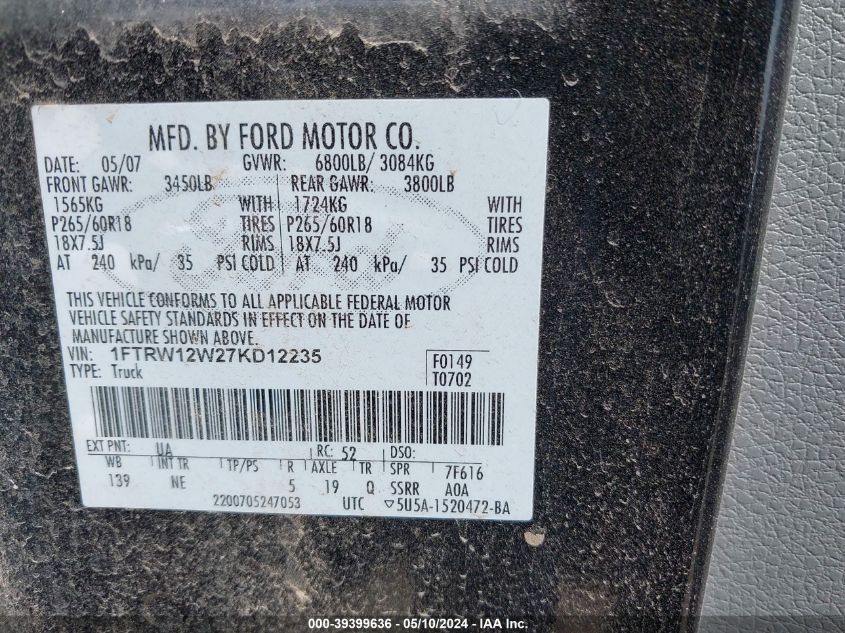 MFD. BY FORD MOTOR CO.
DATE: 05/07 GVWR: 6800LB/ 3084KG
FRONT GAWR: 3450LB REAR GAWR: 3800LB
1565KG WITH 1724KG WITH
P265/60R18 TIRES P265/60R18 TIRES
18X7.5J RIMS 18X7.5J RIMS
AT 240 kPa/ 35 PSI COLD AT 240 kPa/ 35 PSI COLD
THIS VEHICLE CONFORMS TO ALL APPLICABLE FEDERAL MOTOR
VEHICLE SAFETY STANDARDS IN EFFECT ON THE DATE OF
MANUFACTURE SHOWN ABOVE.
VIN: 1FTRW12W27KD12235 F0149
TYPE: Truck T0702
EXT PNT: UA RC: 52 DSO:
WB INT TR TP/PS R AXLE TR SPR 7F616
139 NE 5 19 Q SSRR AOA
2200705247053 UTC ▽5U5A-1520472-BA
000-39399636 - 05/10/2024 - IAA Inc.